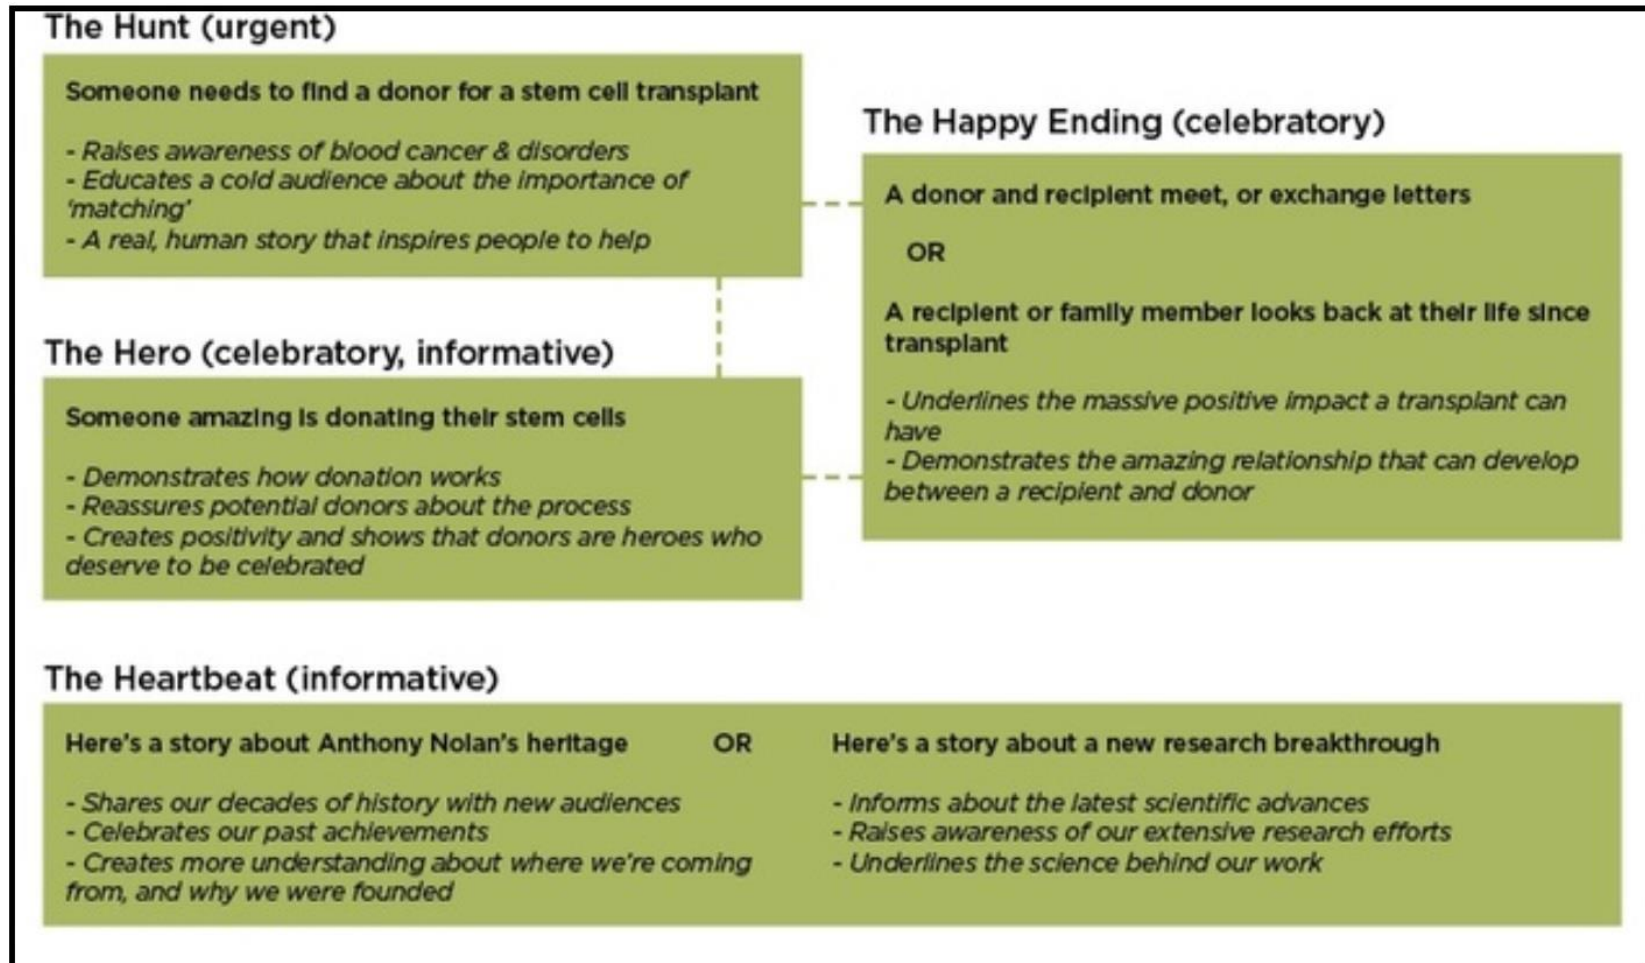 The Hunt (urgent)
Someone needs to find a donor for a stem cell transplant
- Raises awareness of blood cancer & disorders
- Educates a cold audience about the importance of
'matching'
- A real, human story that inspires people to help
The Happy Ending (celebratory)
A donor and recipient meet, or exchange letters
OR
A recipient or family member looks back at their life since
transplant
- Underlines the massive positive impact a transplant can
have
- Demonstrates the amazing relationship that can develop
between a recipient and donor
The Hero (celebratory, informative)
Someone amazing is donating their stem cells
- Demonstrates how donation works
- Reassures potential donors about the process
- Creates positivity and shows that donors are heroes who
deserve to be celebrated
The Heartbeat (informative)
Here's a story about Anthony Nolan's heritage
- Shares our decades of history with new audiences
- Celebrates our past achievements
- Creates more understanding about where we're coming
from, and why we were founded
OR
Here's a story about a new research breakthrough
- Informs about the latest scientific advances
- Raises awareness of our extensive research efforts
- Underlines the science behind our work